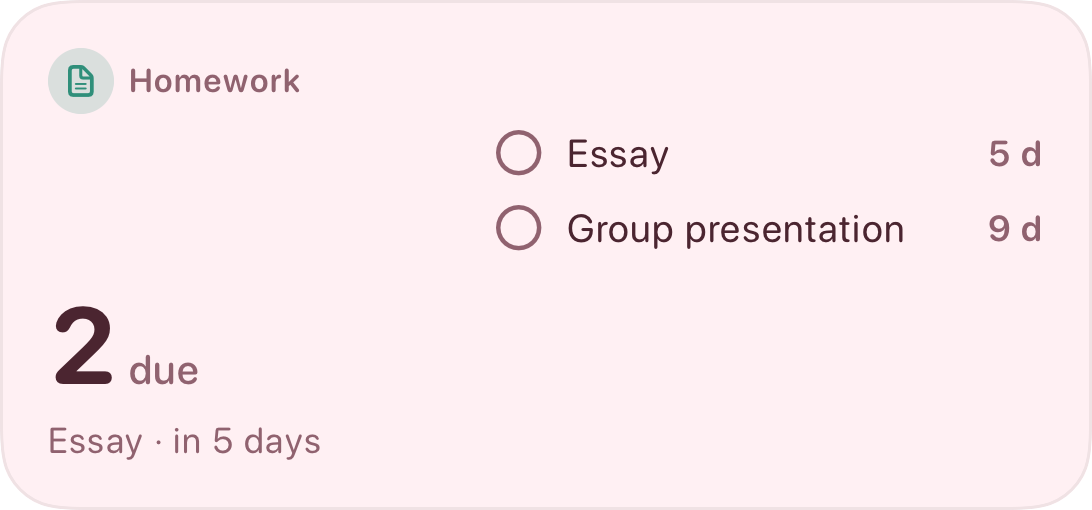 Homework
Essay 5 d
Group presentation 9 d
2 due
Essay · in 5 days